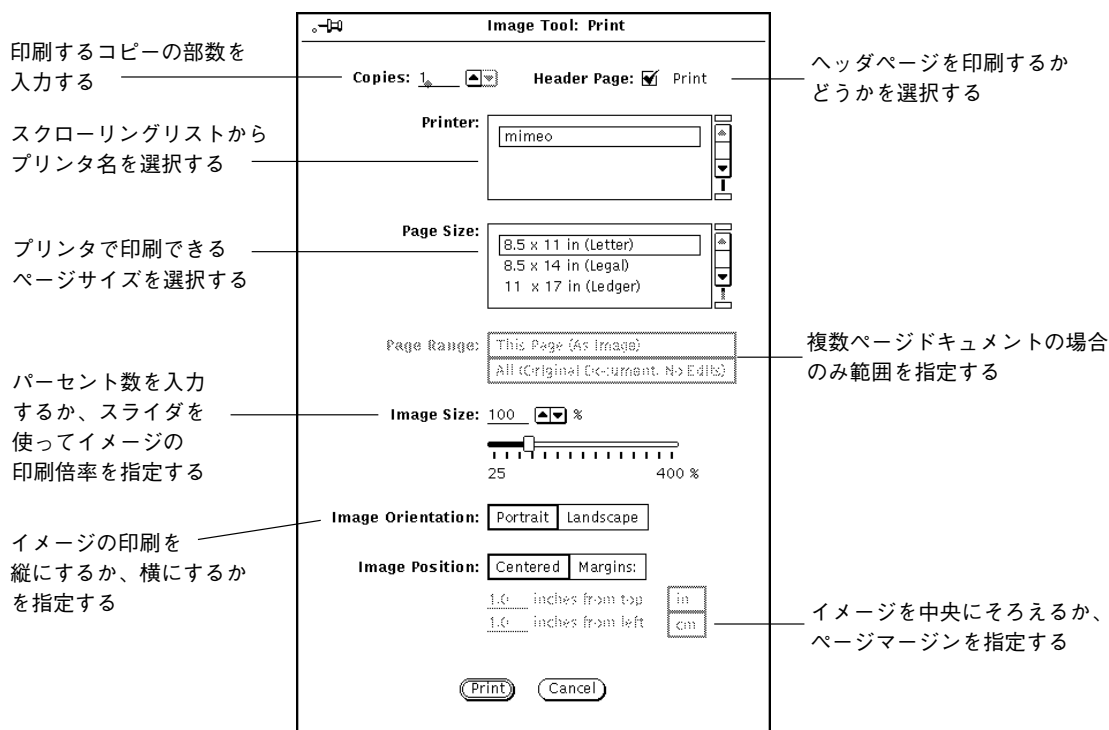 Image Tool: Print
印刷するコピーの部数を
入力する
Copies: 1
Header Page: Print
ヘッダページを印刷するか
どうかを選択する
スクローリングリストから
プリンタ名を選択する
Printer:
mimeo
プリンタで印刷できる
ページサイズを選択する
Page Size:
8.5 x 11 in (Letter)
8.5 x 14 in (Legal)
11 x 17 in (Ledger)
Page Range:
This Page (As Image)
All (Original Document, No Edits)
複数ページドキュメントの場合
のみ範囲を指定する
パーセント数を入力
するか、スライダを
使ってイメージの
印刷倍率を指定する
Image Size: 100 %
25 400 %
イメージの印刷を
縦にするか、横にするか
を指定する
Image Orientation: Portrait Landscape
Image Position: Centered Margins:
1.0 inches from top in
1.0 inches from left cm
イメージを中央にそろえるか、
ページマージンを指定する
Print Cancel